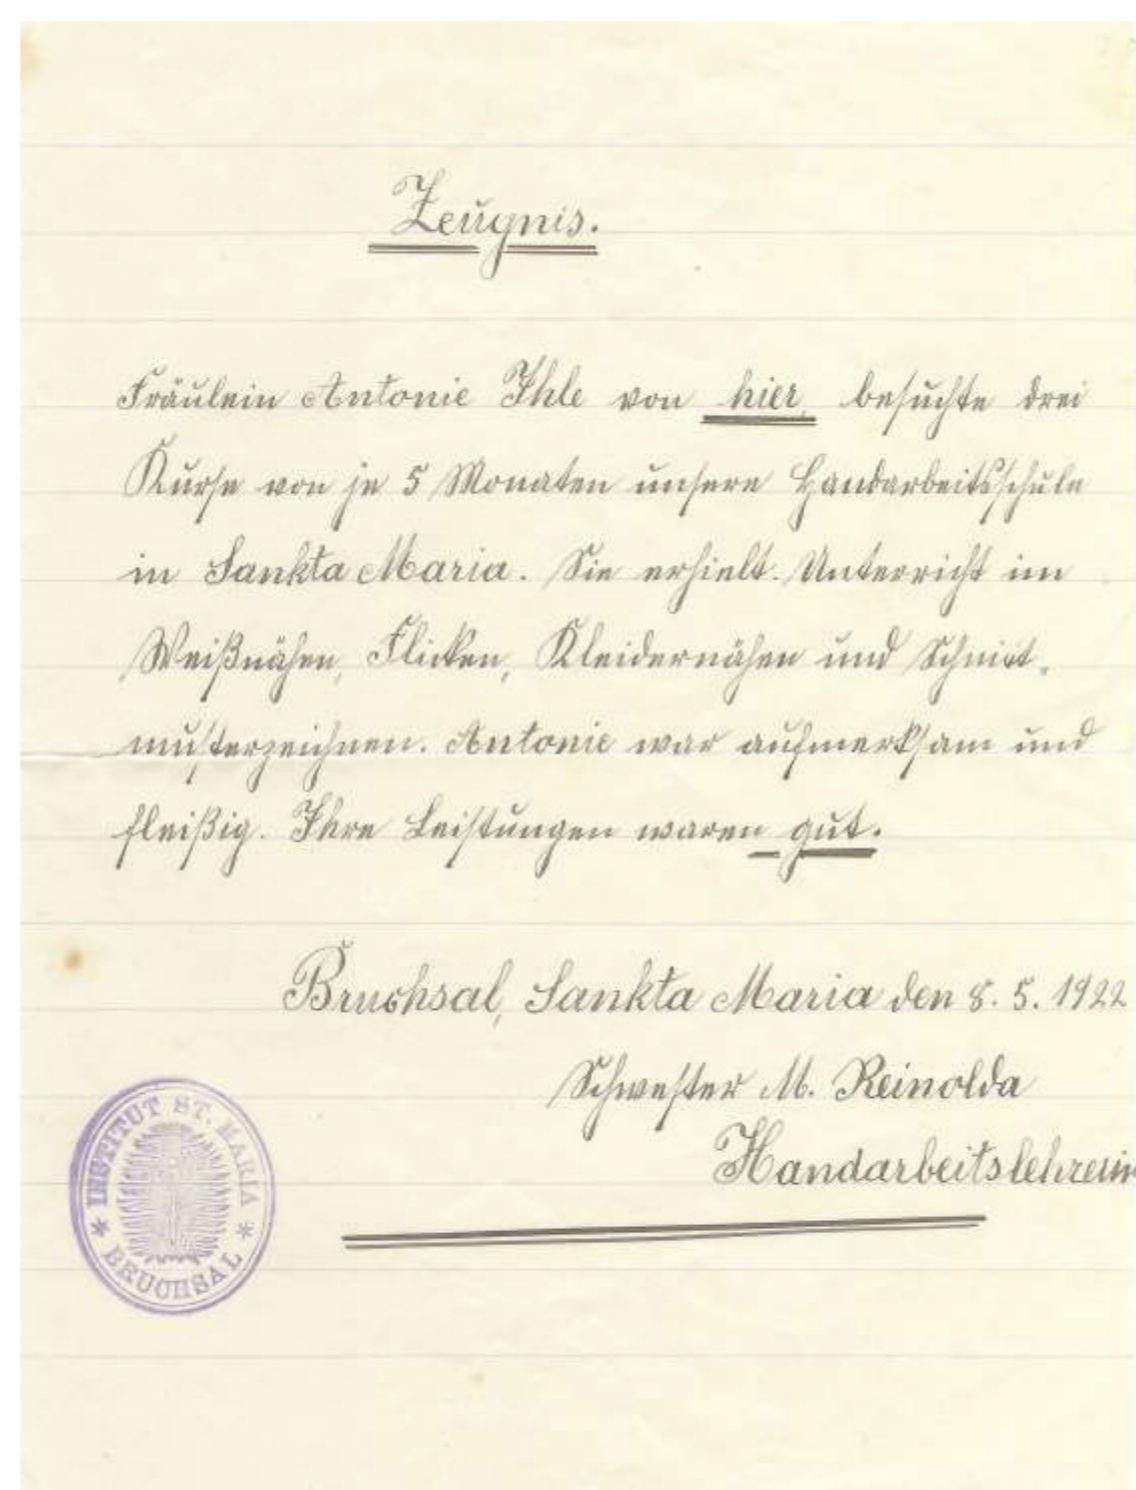 Zeugnis.
Fräulein Antonie Ihle von hier besuchte drei
Kurse von je 5 Monaten unsere Handarbeitsschule
in Sankta Maria. Sie erhielt Unterricht im
Weißnähen, Flicken, Kleidernähen und Schnitt-
musterzeichnen. Antonie war aufmerksam und
fleißig. Ihre Leistungen waren gut.
Bruchsal, Sankta Maria den 8. 5. 1922
Schwester M. Reinolda
Handarbeitslehrerin
INSTITUT ST. MARIA
* BRUCHSAL *